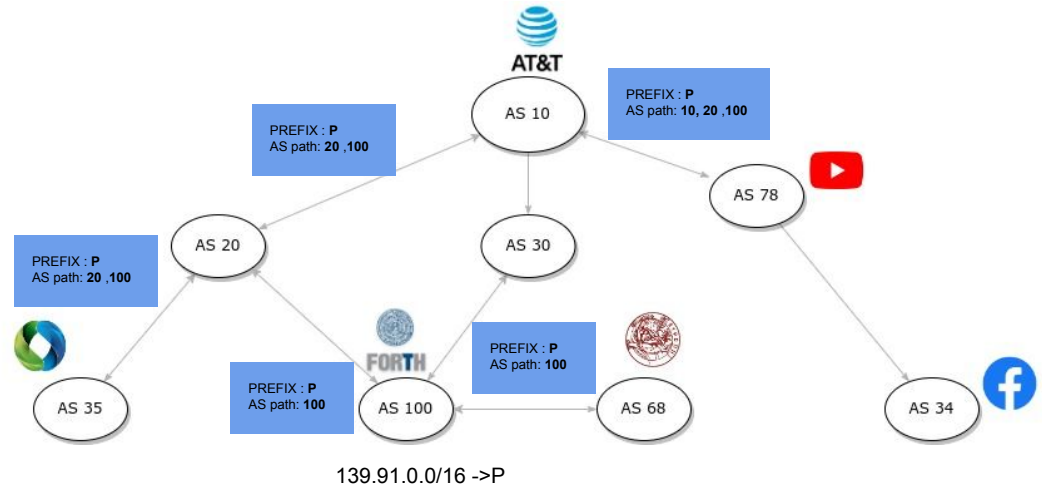 AT&T
AS 10
PREFIX : P
AS path: 10, 20 ,100
PREFIX : P
AS path: 20 ,100
AS 78
AS 20
AS 30
PREFIX : P
AS path: 20 ,100
FORTH
PREFIX : P
AS path: 100
PREFIX : P
AS path: 100
AS 35
AS 100
AS 68
AS 34
139.91.0.0/16 ->P